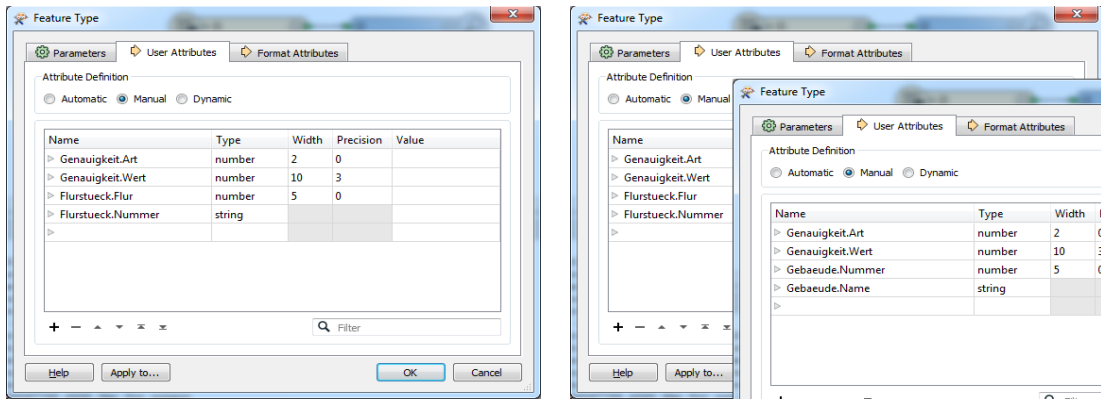 Feature Type
Parameters User Attributes Format Attributes
Attribute Definition
Automatic Manual Dynamic
Name Type Width Precision Value
Genauigkeit.Art number 2 0
Genauigkeit.Wert number 10 3
Flurstueck.Flur number 5 0
Flurstueck.Nummer string
Filter
Help Apply to... OK Cancel
Feature Type
Parameters User Attributes Format Attributes
Attribute Definition
Automatic Manual
Name
Genauigkeit.Art
Genauigkeit.Wert
Flurstueck.Flur
Flurstueck.Nummer
Help Apply to...
Feature Type
Parameters User Attributes Format Attributes
Attribute Definition
Automatic Manual Dynamic
Name Type Width
Genauigkeit.Art number 2
Genauigkeit.Wert number 10
Gebaeude.Nummer number 5
Gebaeude.Name string